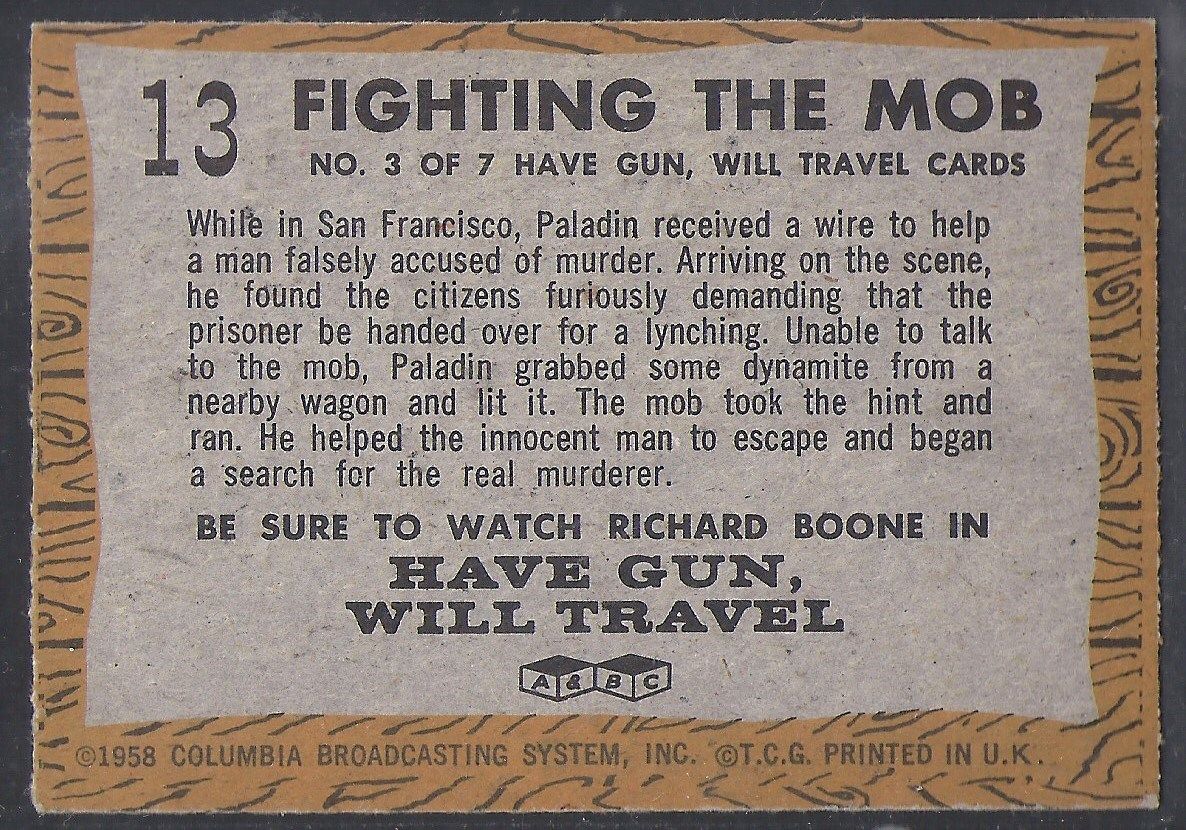 13 FIGHTING THE MOB
NO. 3 OF 7 HAVE GUN, WILL TRAVEL CARDS
While in San Francisco, Paladin received a wire to help
a man falsely accused of murder. Arriving on the scene,
he found the citizens furiously demanding that the
prisoner be handed over for a lynching. Unable to talk
to the mob, Paladin grabbed some dynamite from a
nearby wagon and lit it. The mob took the hint and
ran. He helped the innocent man to escape and began
a search for the real murderer.
BE SURE TO WATCH RICHARD BOONE IN
HAVE GUN,
WILL TRAVEL
A & B C
©1958 COLUMBIA BROADCASTING SYSTEM, INC. ©T.C.G. PRINTED IN U.K.